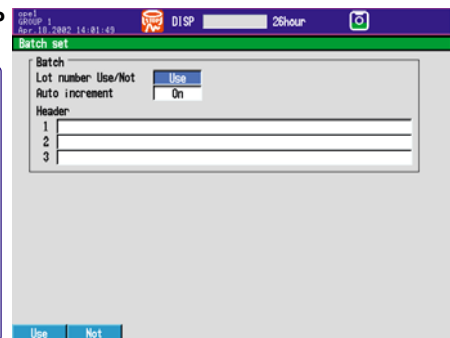 opel
GROUP 1
Apr.18.2002 14:01:49
DISP
26hour
Batch set
Batch
Lot number Use/Not Use
Auto increment On
Header
1
2
3
Use Not